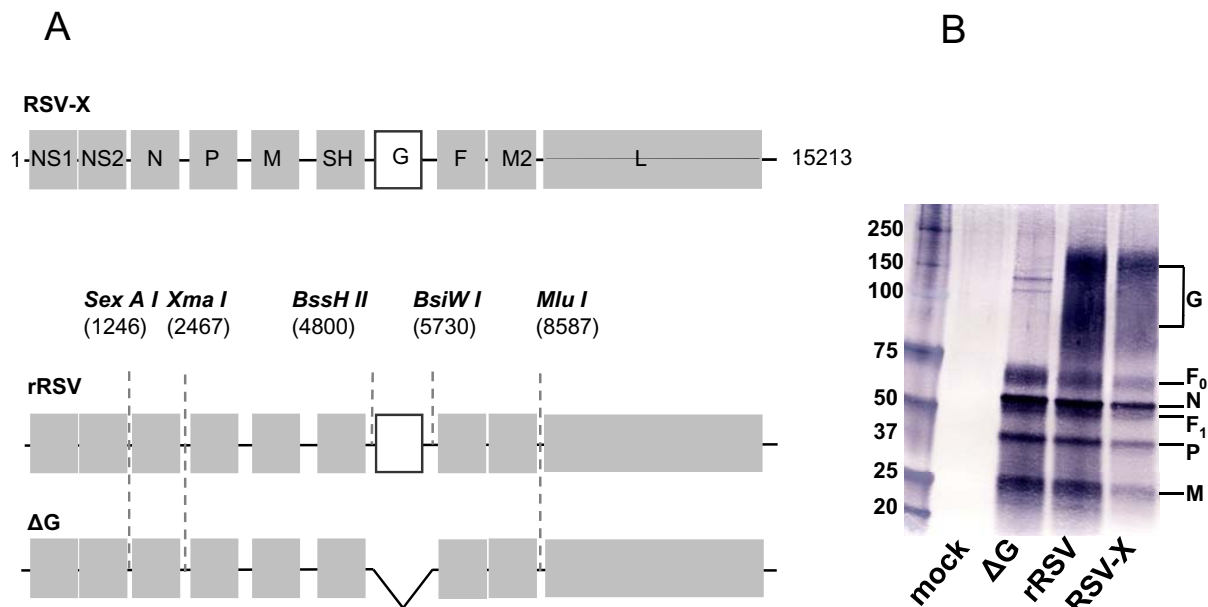 A
B
RSV-X
1 NS1 NS2 N P M SH G F M2 L 15213
Sex A I Xma I BssH II BsiW I Mlu I
(1246) (2467) (4800) (5730) (8587)
rRSV
ΔG
250
150
100
75
50
37
25
20
G
F0
N
F1
P
M
mock ΔG rRSV RSV-X